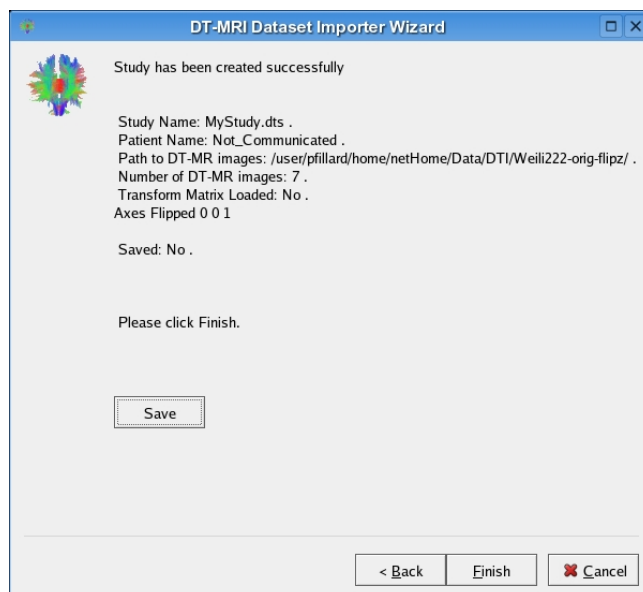 DT-MRI Dataset Importer Wizard
Study has been created successfully
Study Name: MyStudy.dts .
Patient Name: Not_Communicated .
Path to DT-MR images: /user/pfillard/home/netHome/Data/DTI/Weili222-orig-flipz/ .
Number of DT-MR images: 7 .
Transform Matrix Loaded: No .
Axes Flipped 0 0 1
Saved: No .
Please click Finish.
Save
< Back Finish Cancel